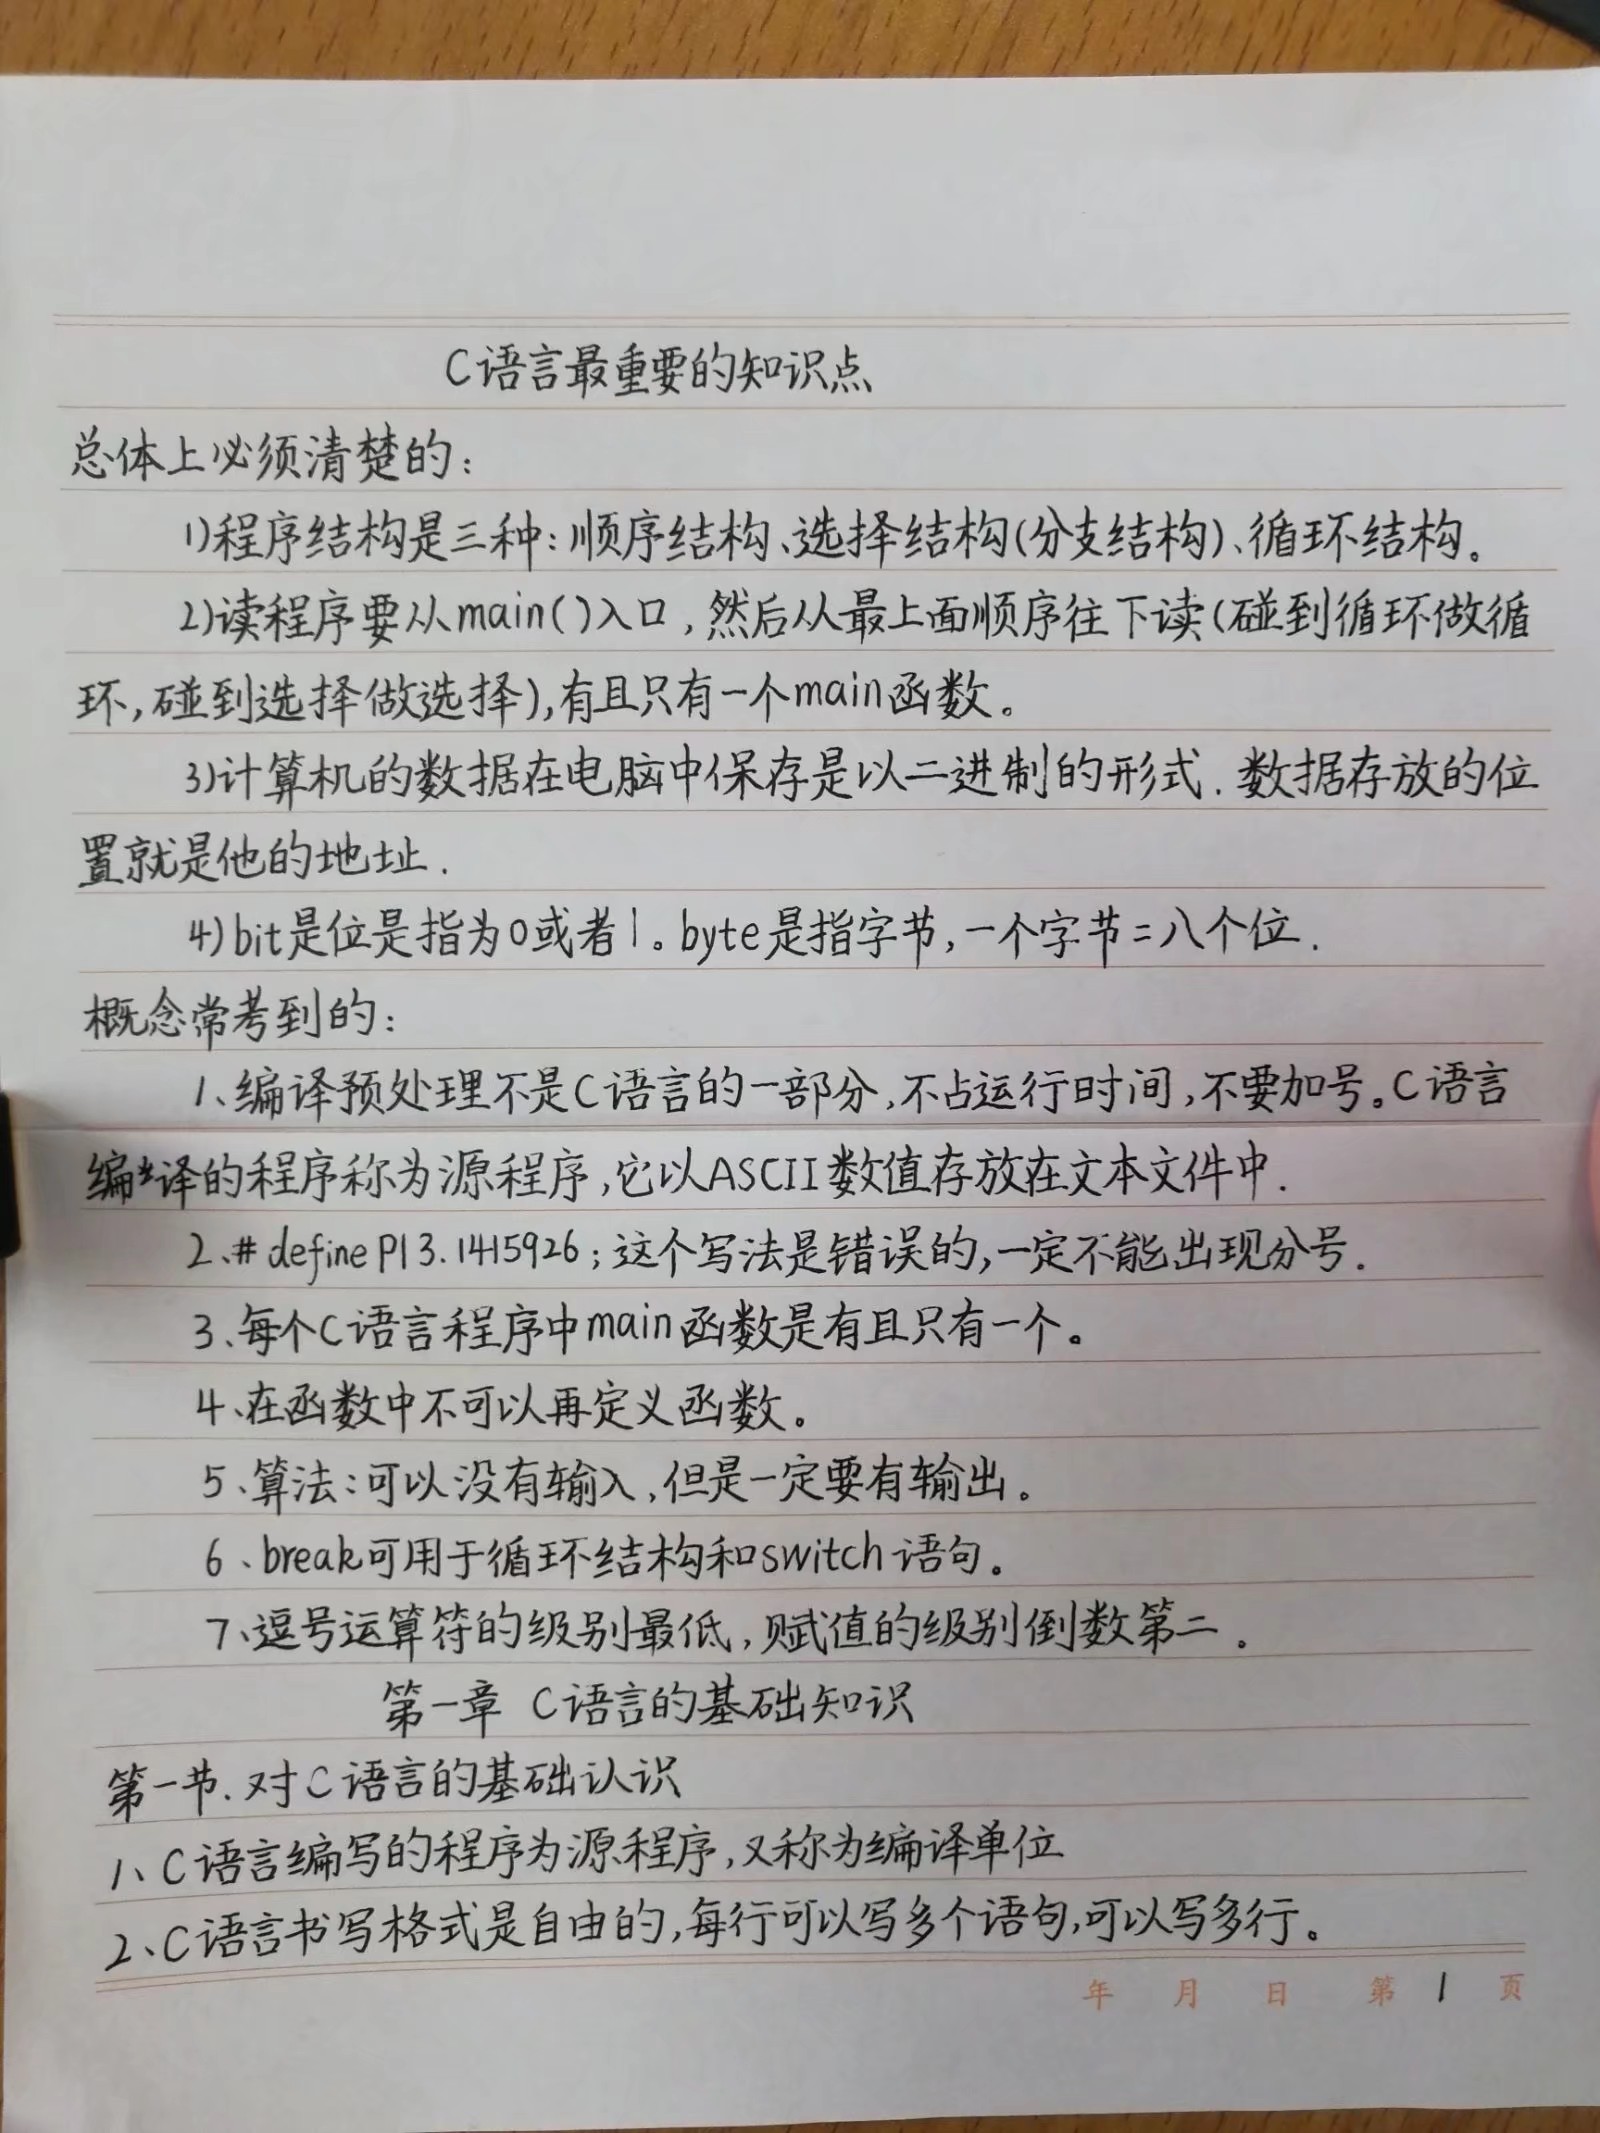 C语言最重要的知识点
总体上必须清楚的:
1)程序结构是三种:顺序结构、选择结构(分支结构)、循环结构。
2)读程序要从main()入口,然后从最上面顺序往下读(碰到循环做循
环,碰到选择做选择),有且只有一个main函数。
3)计算机的数据在电脑中保存是以二进制的形式.数据存放的位
置就是他的地址.
4)bit是位是指为0或者1。byte是指字节,一个字节=八个位.
概念常考到的:
1、编译预处理不是C语言的一部分,不占运行时间,不要加号。C语言
编译的程序称为源程序,它以ASCII数值存放在文本文件中.
2、#define PI 3.1415926;这个写法是错误的,一定不能出现分号.
3、每个C语言程序中main函数是有且只有一个。
4、在函数中不可以再定义函数。
5、算法:可以没有输入,但是一定要有输出。
6、break可用于循环结构和switch语句。
7、逗号运算符的级别最低,赋值的级别倒数第二。
第一章 C语言的基础知识
第一节.对C语言的基础认识
1、C语言编写的程序为源程序,又称为编译单位
2、C语言书写格式是自由的,每行可以写多个语句,可以写多行。
年 月 日 第 1 页